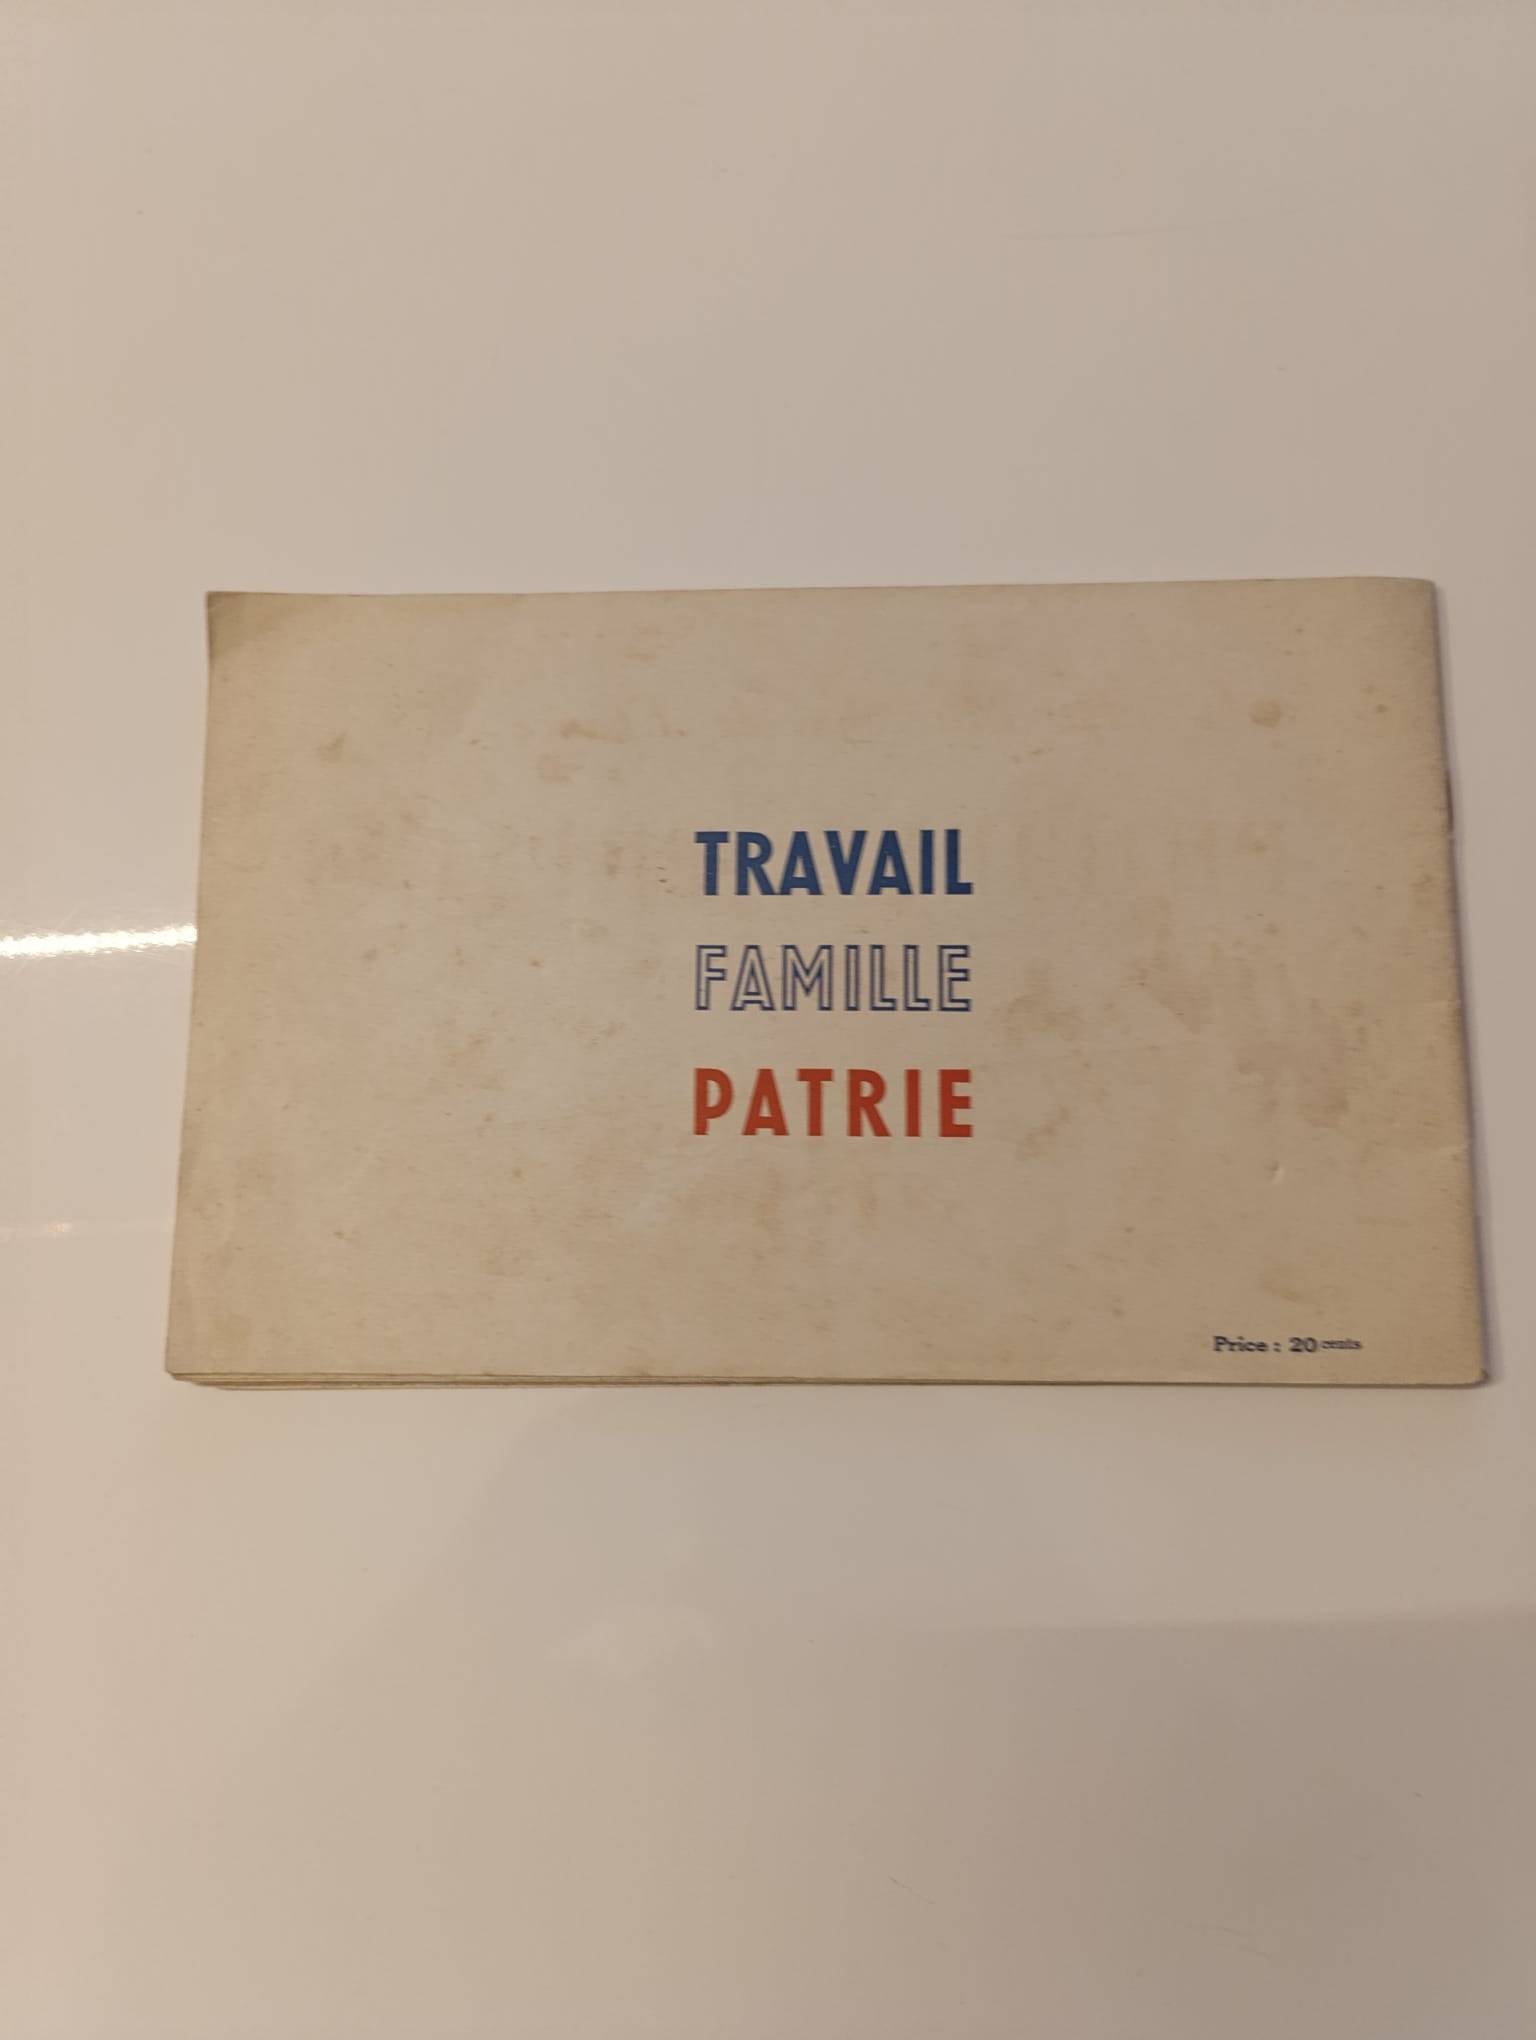 TRAVAIL
FAMILLE
PATRIE
Price : 20 cents